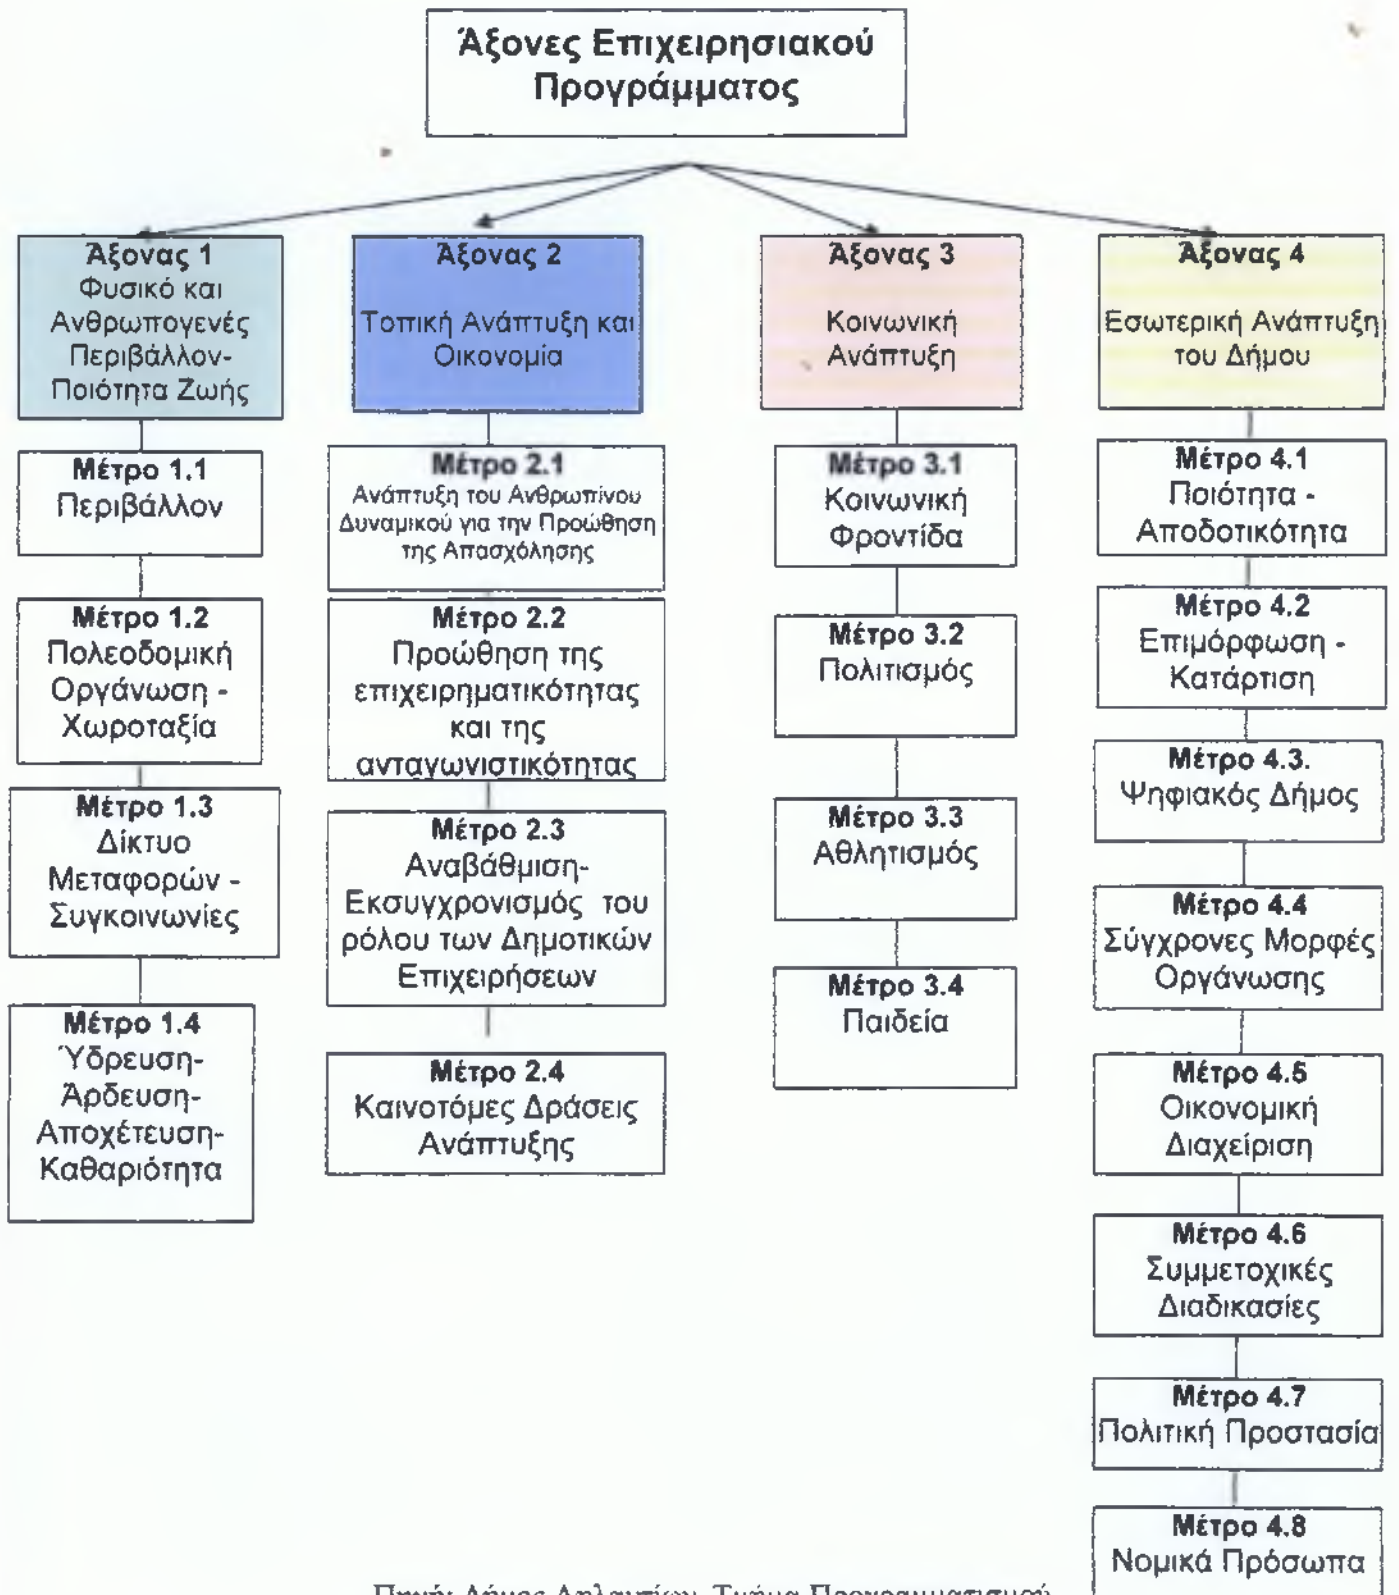 Άξονες Επιχειρησιακού
Προγράμματος
Άξονας 1
Φυσικό και
Ανθρωπογενές
Περιβάλλον-
Ποιότητα Ζωής
Μέτρο 1.1
Περιβάλλον
Μέτρο 1.2
Πολεοδομική
Οργάνωση -
Χωροταξία
Μέτρο 1.3
Δίκτυο
Μεταφορών -
Συγκοινωνίες
Μέτρο 1.4
Ύδρευση-
Άρδευση-
Αποχέτευση-
Καθαριότητα
Άξονας 2
Τοπική Ανάπτυξη και
Οικονομία
Μέτρο 2.1
Ανάπτυξη του Ανθρωπίνου
Δυναμικού για την Προώθηση
της Απασχόλησης
Μέτρο 2.2
Προώθηση της
επιχειρηματικότητας
και της
ανταγωνιστικότητας
Μέτρο 2.3
Αναβάθμιση-
Εκσυγχρονισμός του
ρόλου των Δημοτικών
Επιχειρήσεων
Μέτρο 2.4
Καινοτόμες Δράσεις
Ανάπτυξης
Άξονας 3
Κοινωνική
Ανάπτυξη
Μέτρο 3.1
Κοινωνική
Φροντίδα
Μέτρο 3.2
Πολιτισμός
Μέτρο 3.3
Αθλητισμός
Μέτρο 3.4
Παιδεία
Άξονας 4
Εσωτερική Ανάπτυξη
του Δήμου
Μέτρο 4.1
Ποιότητα -
Αποδοτικότητα
Μέτρο 4.2
Επιμόρφωση -
Κατάρτιση
Μέτρο 4.3.
Ψηφιακός Δήμος
Μέτρο 4.4
Σύγχρονες Μορφές
Οργάνωσης
Μέτρο 4.5
Οικονομική
Διαχείριση
Μέτρο 4.6
Συμμετοχικές
Διαδικασίες
Μέτρο 4.7
Πολιτική Προστασία
Μέτρο 4.8
Νομικά Πρόσωπα
Πηγή: Δήμος Ληλαντίων, Τμήμα Προγραμματισμού